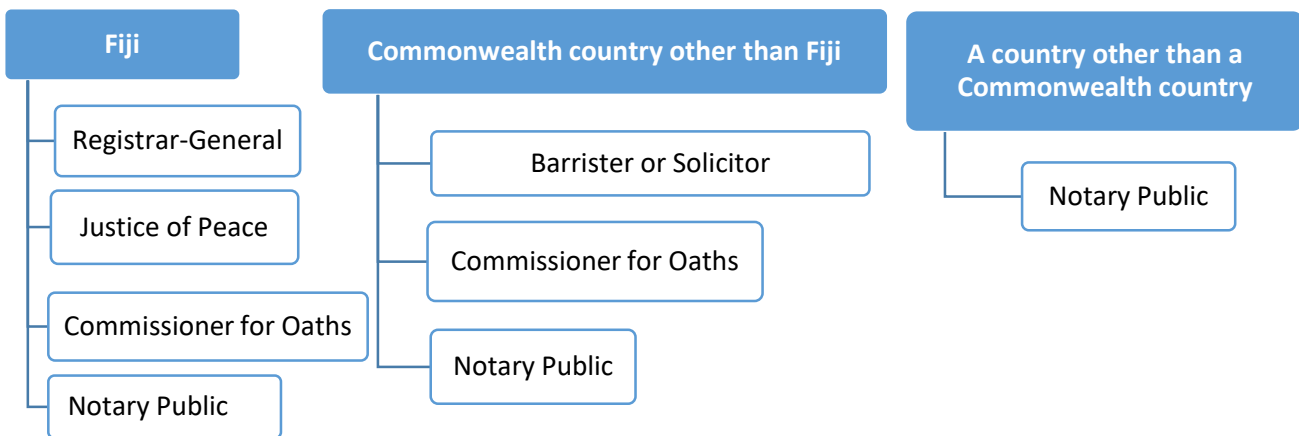 Fiji
Registrar-General
Justice of Peace
Commissioner for Oaths
Notary Public
Commonwealth country other than Fiji
Barrister or Solicitor
Commissioner for Oaths
Notary Public
A country other than a
Commonwealth country
Notary Public